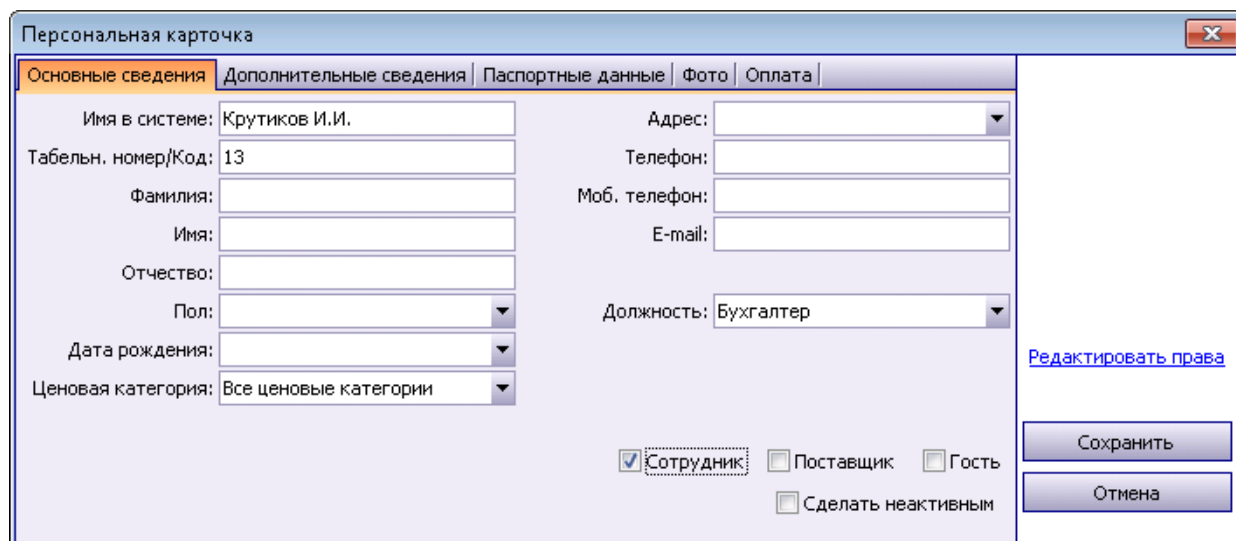 Персональная карточка
Основные сведения Дополнительные сведения Паспортные данные Фото Оплата
Имя в системе: Крутиков И.И. Адрес:
Табельн. номер/Код: 13 Телефон:
Фамилия: Моб. телефон:
Имя: E-mail:
Отчество:
Пол: Должность: Бухгалтер
Дата рождения: Редактировать права
Ценовая категория: Все ценовые категории
Сохранить
Сотрудник Поставщик Гость
Отмена
Сделать неактивным